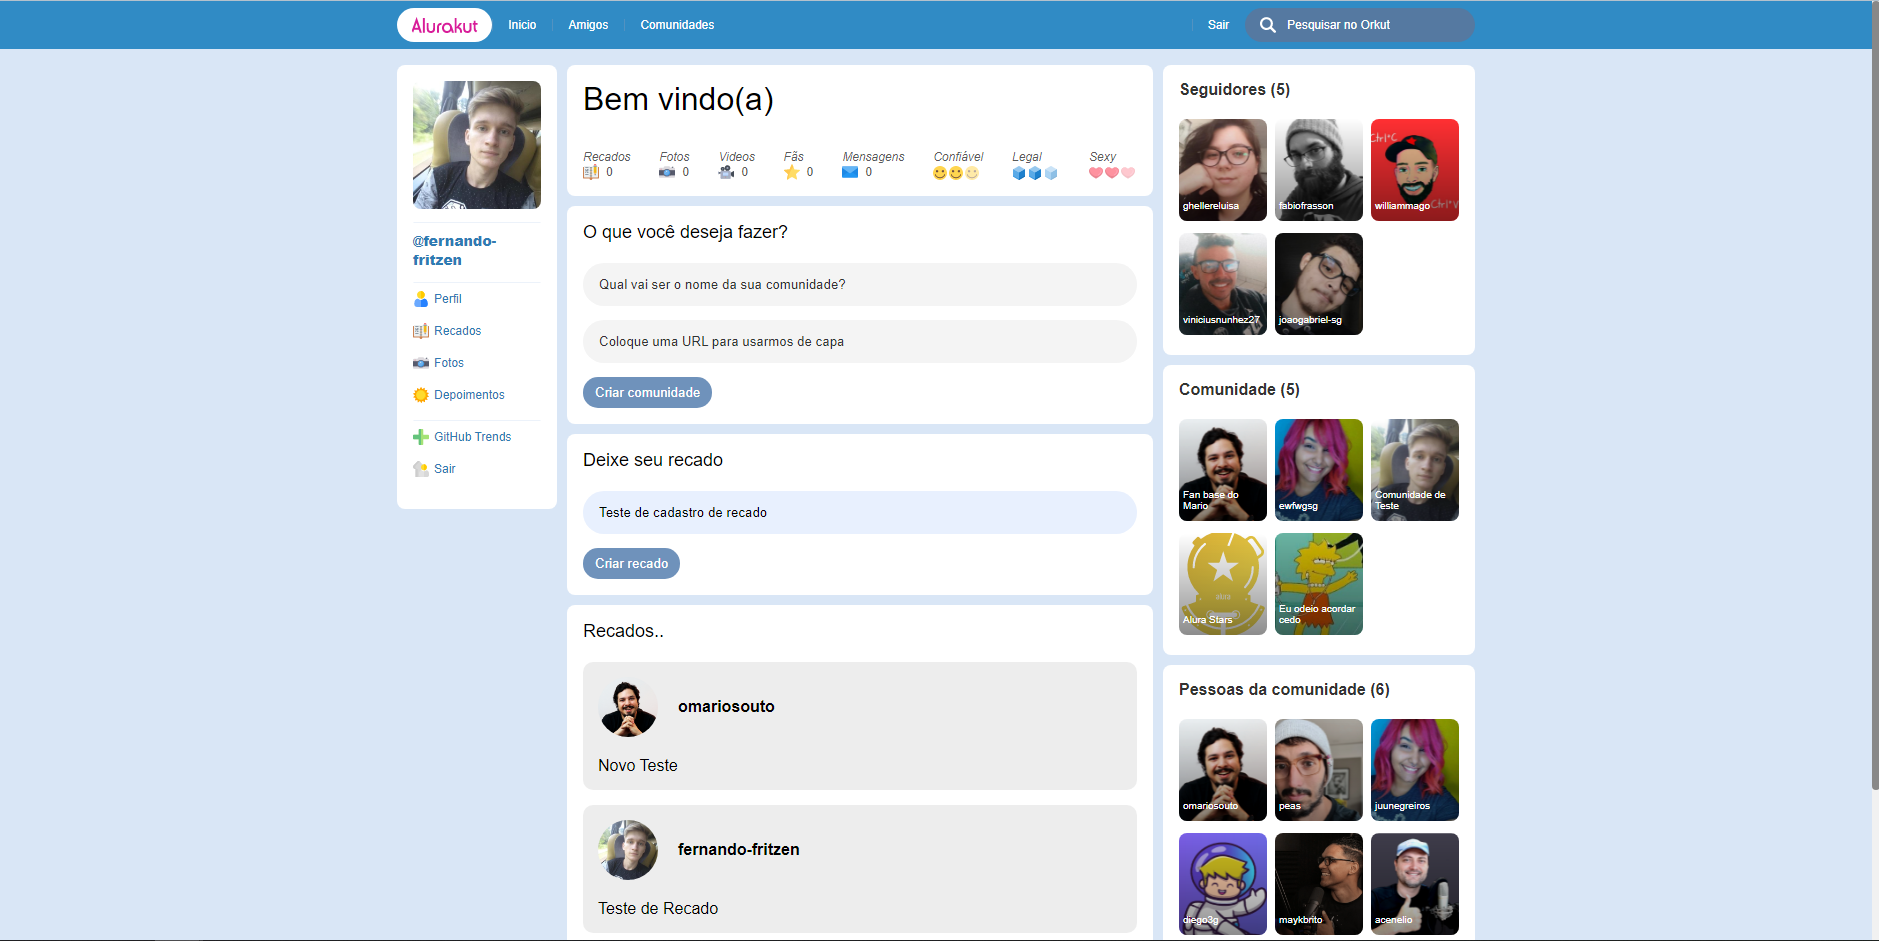 Alurakut
Inicio
Amigos
Comunidades
Sair
Pesquisar no Orkut
@fernando-
fritzen
Perfil
Recados
Fotos
Depoimentos
GitHub Trends
Sair
Bem vindo(a)
Recados
0
Fotos
0
Videos
0
Fãs
0
Mensagens
0
Confiável
Legal
Sexy
O que você deseja fazer?
Qual vai ser o nome da sua comunidade?
Coloque uma URL para usarmos de capa
Criar comunidade
Deixe seu recado
Teste de cadastro de recado
Criar recado
Recados..
omariosouto
Novo Teste
fernando-fritzen
Teste de Recado
Seguidores (5)
ghellereluisa
fabiofrasson
Ctrl+C
williammago
Ctrl+V
viniciusnunhez27
joaogabriel-sg
Comunidade (5)
Fan base do
Mario
ewfwgsg
Comunidade de
Teste
Alura Stars
Eu odeio acordar
cedo
Pessoas da comunidade (6)
omariosouto
peas
juunegreiros
diego3g
maykbrito
acenelio